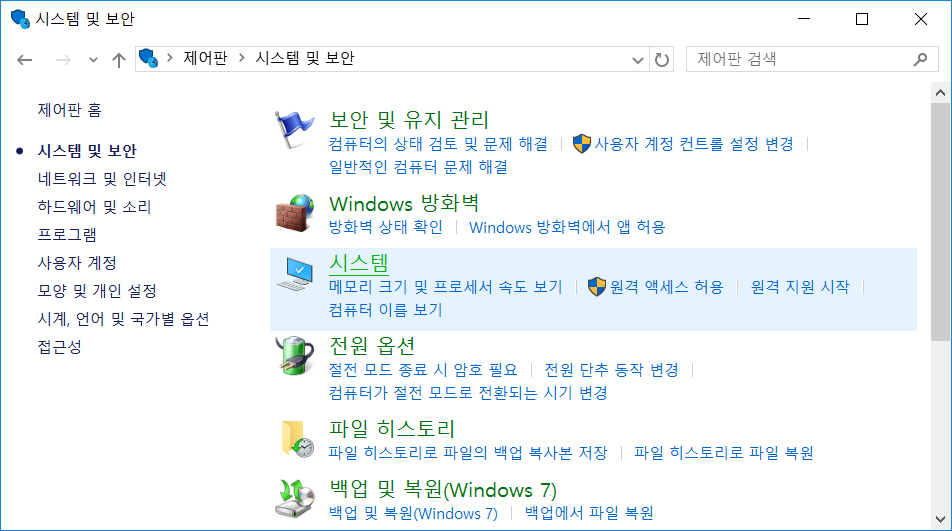 시스템 및 보안
제어판 시스템 및 보안
제어판 검색
제어판 홈
시스템 및 보안
네트워크 및 인터넷
하드웨어 및 소리
프로그램
사용자 계정
모양 및 개인 설정
시계, 언어 및 국가별 옵션
접근성
보안 및 유지 관리
컴퓨터의 상태 검토 및 문제 해결 사용자 계정 컨트롤 설정 변경
일반적인 컴퓨터 문제 해결
Windows 방화벽
방화벽 상태 확인 Windows 방화벽에서 앱 허용
시스템
메모리 크기 및 프로세서 속도 보기 원격 액세스 허용 원격 지원 시작
컴퓨터 이름 보기
전원 옵션
절전 모드 종료 시 암호 필요 전원 단추 동작 변경
컴퓨터가 절전 모드로 전환되는 시기 변경
파일 히스토리
파일 히스토리로 파일의 백업 복사본 저장 파일 히스토리로 파일 복원
백업 및 복원(Windows 7)
백업 및 복원(Windows 7) 백업에서 파일 복원